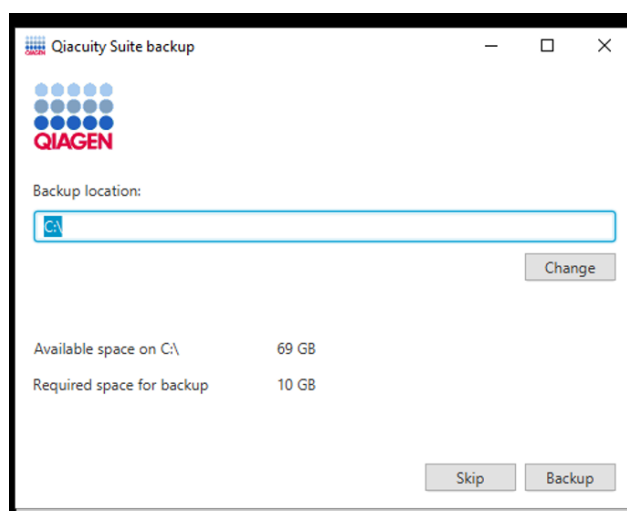 Qiacuity Suite backup
QIAGEN
Backup location:
C:\
Change
Available space on C:\ 69 GB
Required space for backup 10 GB
Skip Backup